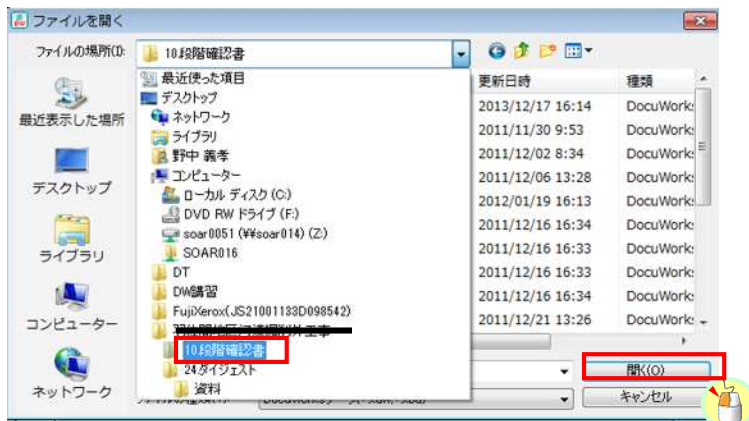 ファイルを開く
ファイルの場所(I):
10.段階確認書
最近表示した場所
デスクトップ
ライブラリ
コンピューター
ネットワーク
最近使った項目
デスクトップ
ネットワーク
ライブラリ
野中 義孝
コンピューター
ローカル ディスク (C:)
DVD RW ドライブ (F:)
soar0051 (¥¥soar014) (Z:)
SOAR016
DT
DW講習
FujiXerox(JS21001133D098542)
10.段階確認書
24.ダイジェスト
資料
更新日時 種類
2013/12/17 16:14 DocuWork
2011/11/30 9:53 DocuWork
2011/12/02 8:34 DocuWork
2011/12/06 13:28 DocuWork
2012/01/19 16:13 DocuWork
2011/12/16 16:34 DocuWork
2011/12/16 16:33 DocuWork
2011/12/16 16:33 DocuWork
2011/12/16 16:34 DocuWork
2011/12/21 13:26 DocuWork
開く(O)
キャンセル